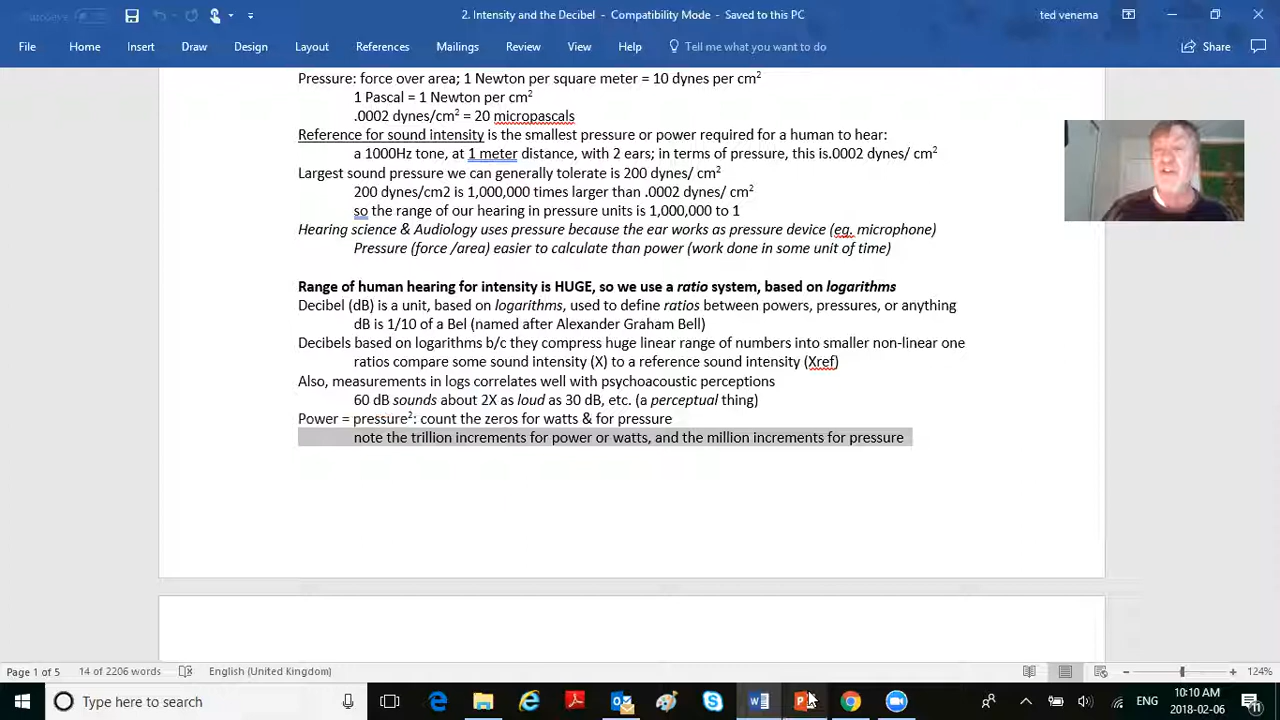 AutoSave
2. Intensity and the Decibel - Compatibility Mode - Saved to this PC
ted venema
File Home Insert Draw Design Layout References Mailings Review View Help Tell me what you want to do Share
Pressure: force over area; 1 Newton per square meter = 10 dynes per cm²
1 Pascal = 1 Newton per cm²
.0002 dynes/cm² = 20 micropascals
Reference for sound intensity is the smallest pressure or power required for a human to hear:
a 1000Hz tone, at 1 meter distance, with 2 ears; in terms of pressure, this is.0002 dynes/ cm²
Largest sound pressure we can generally tolerate is 200 dynes/ cm²
200 dynes/cm2 is 1,000,000 times larger than .0002 dynes/ cm²
so the range of our hearing in pressure units is 1,000,000 to 1
Hearing science & Audiology uses pressure because the ear works as pressure device (eg. microphone)
Pressure (force /area) easier to calculate than power (work done in some unit of time)
Range of human hearing for intensity is HUGE, so we use a ratio system, based on logarithms
Decibel (dB) is a unit, based on logarithms, used to define ratios between powers, pressures, or anything
dB is 1/10 of a Bel (named after Alexander Graham Bell)
Decibels based on logarithms b/c they compress huge linear range of numbers into smaller non-linear one
ratios compare some sound intensity (X) to a reference sound intensity (Xref)
Also, measurements in logs correlates well with psychoacoustic perceptions
60 dB sounds about 2X as loud as 30 dB, etc. (a perceptual thing)
Power = pressure²: count the zeros for watts & for pressure
note the trillion increments for power or watts, and the million increments for pressure
Page 1 of 5 14 of 2206 words English (United Kingdom) 124%
Type here to search
ENG
10:10 AM
2018-02-06
11